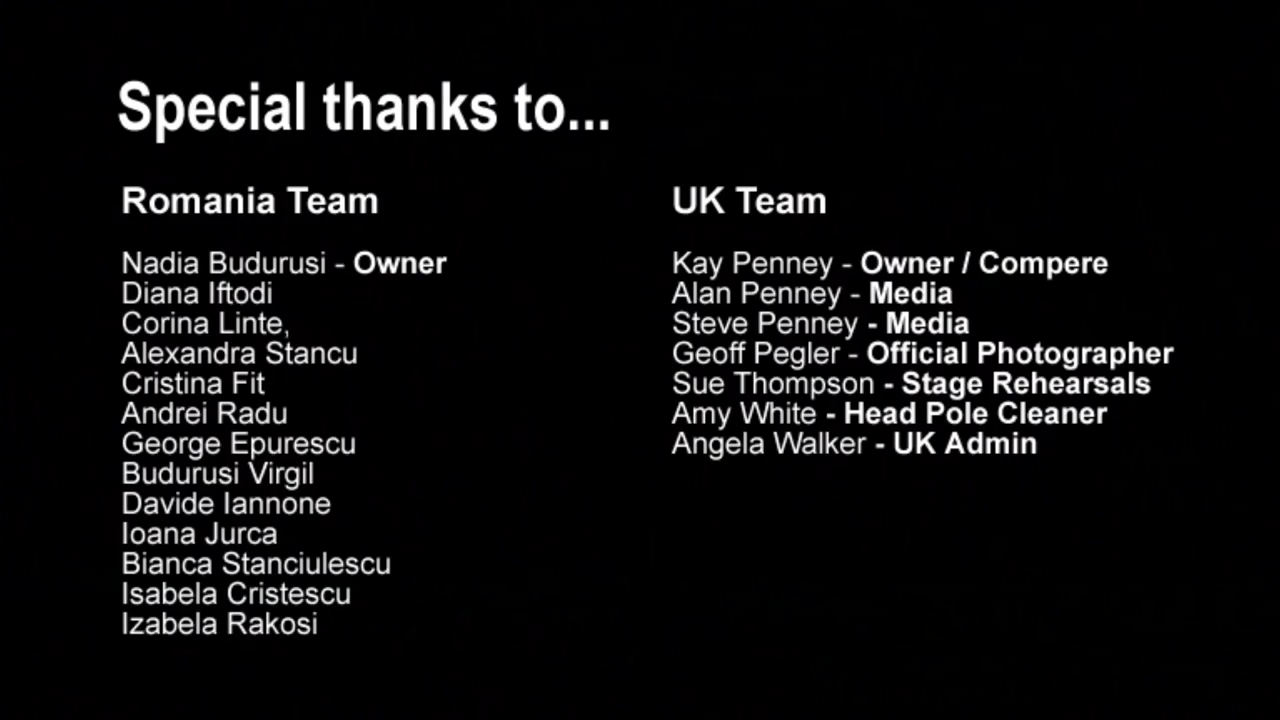 Special thanks to...
Romania Team
Nadia Budurusi - Owner
Diana Iftodi
Corina Linte,
Alexandra Stancu
Cristina Fit
Andrei Radu
George Epurescu
Budurusi Virgil
Davide Iannone
Ioana Jurca
Bianca Stanciulescu
Isabela Cristescu
Izabela Rakosi
UK Team
Kay Penney - Owner / Compere
Alan Penney - Media
Steve Penney - Media
Geoff Pegler - Official Photographer
Sue Thompson - Stage Rehearsals
Amy White - Head Pole Cleaner
Angela Walker - UK Admin